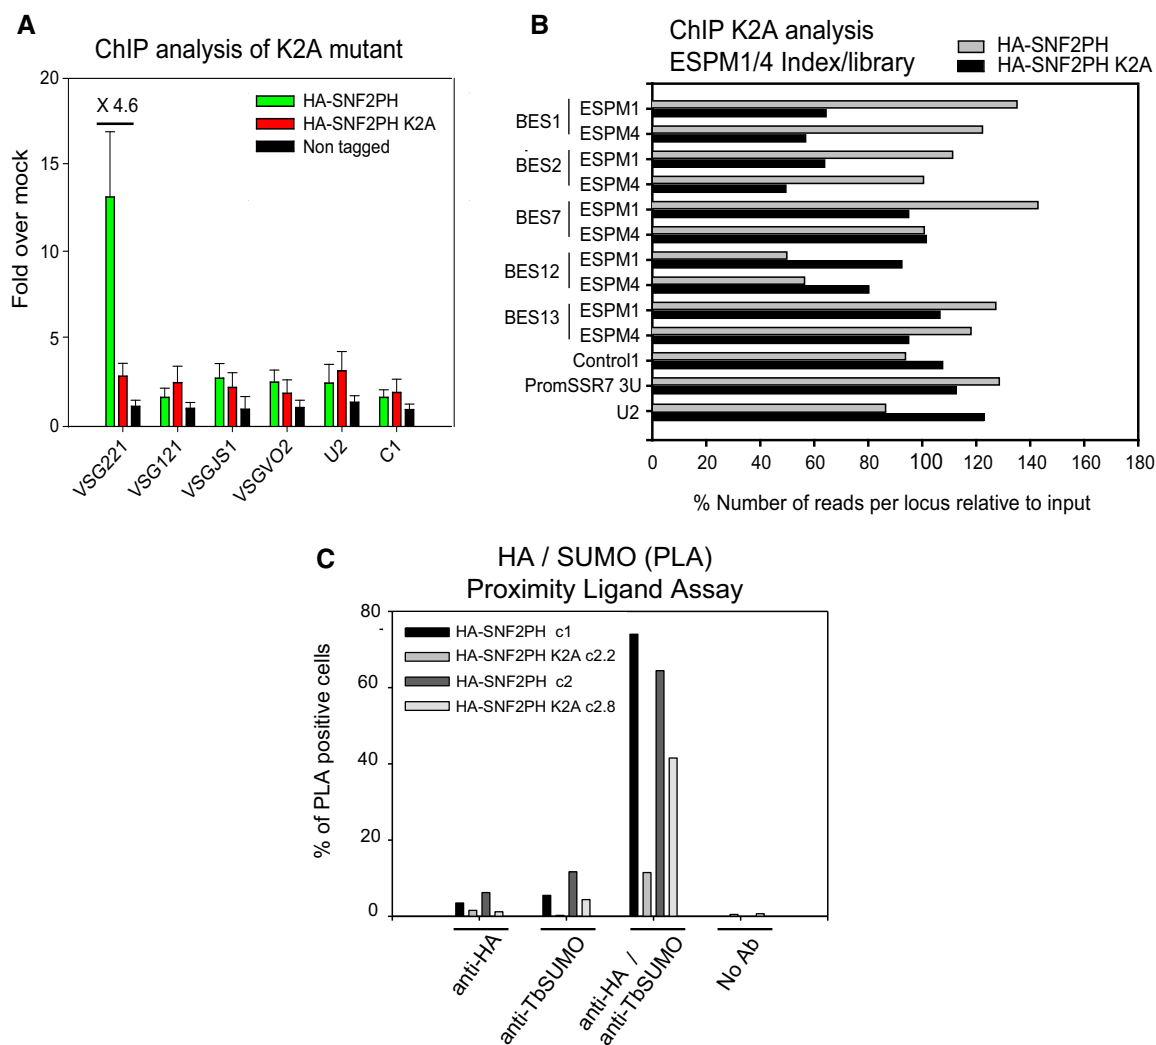 A
ChIP analysis of K2A mutant
20
15
10
5
0
Fold over mock
X 4.6
HA-SNF2PH
HA-SNF2PH K2A
Non tagged
VSG221
VSG121
VSGJS1
VSGVO2
U2
C1
B
ChIP K2A analysis
ESPM1/4 Index/library
HA-SNF2PH
HA-SNF2PH K2A
BES1
ESPM1
ESPM4
BES2
ESPM1
ESPM4
BES7
ESPM1
ESPM4
BES12
ESPM1
ESPM4
BES13
ESPM1
ESPM4
Control1
PromSSR7 3U
U2
0 20 40 60 80 100 120 140 160 180
% Number of reads per locus relative to input
C
HA / SUMO (PLA)
Proximity Ligand Assay
80
60
40
20
0
% of PLA positive cells
HA-SNF2PH c1
HA-SNF2PH K2A c2.2
HA-SNF2PH c2
HA-SNF2PH K2A c2.8
anti-HA
anti-TbSUMO
anti-HA /
anti-TbSUMO
No Ab